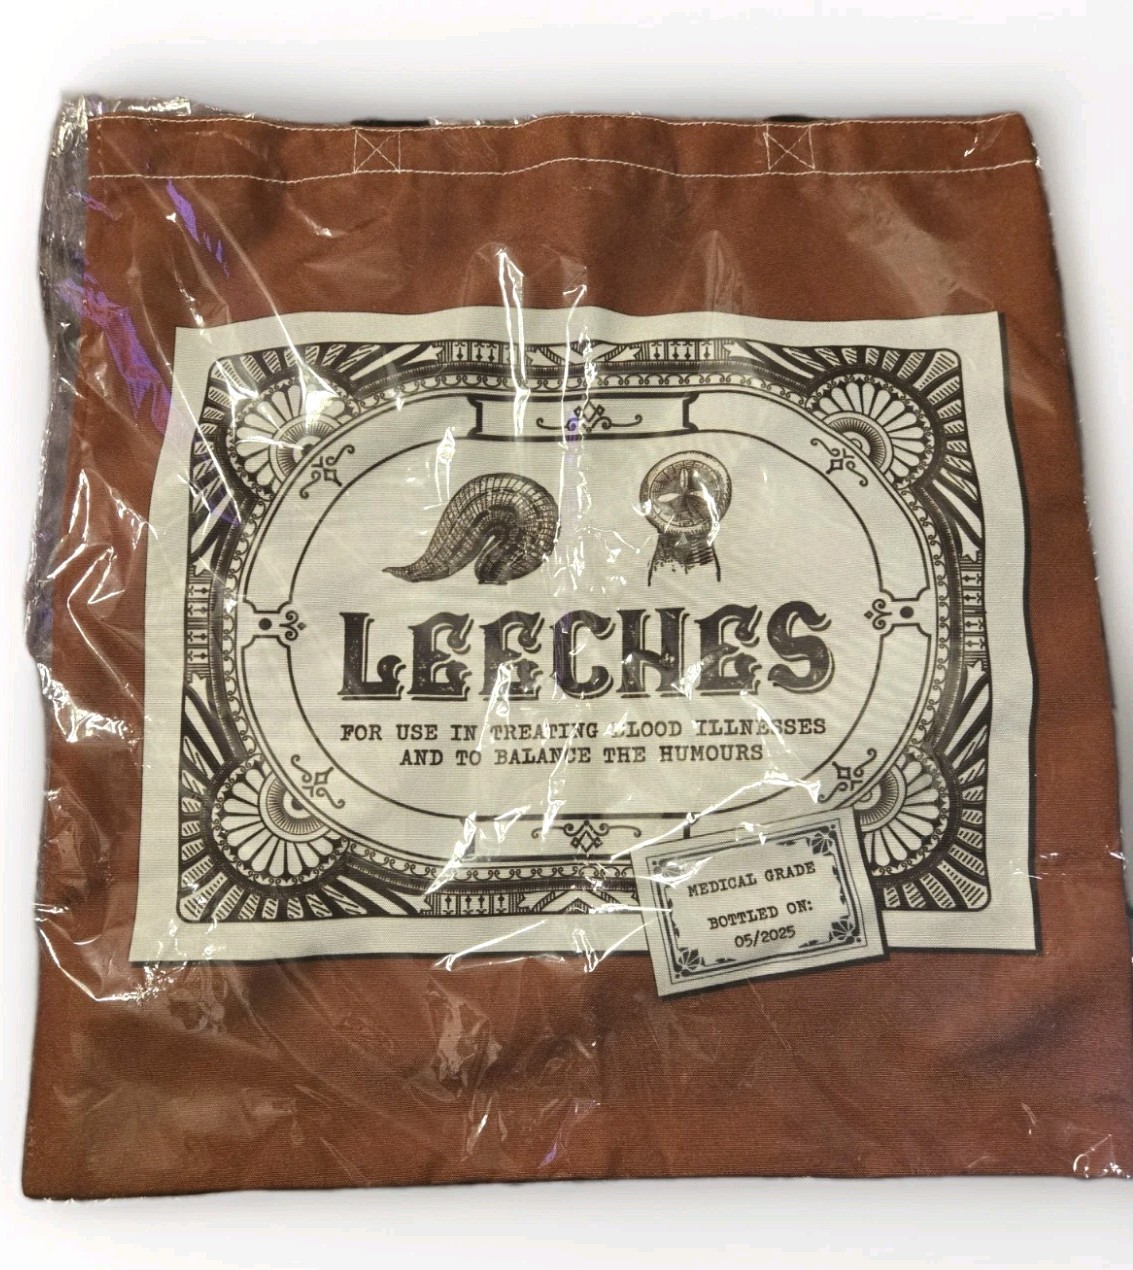 LEECHES
FOR USE IN TREATING BLOOD ILLNESSES
AND TO BALANCE THE HUMOURS
MEDICAL GRADE
BOTTLED ON:
05/2025